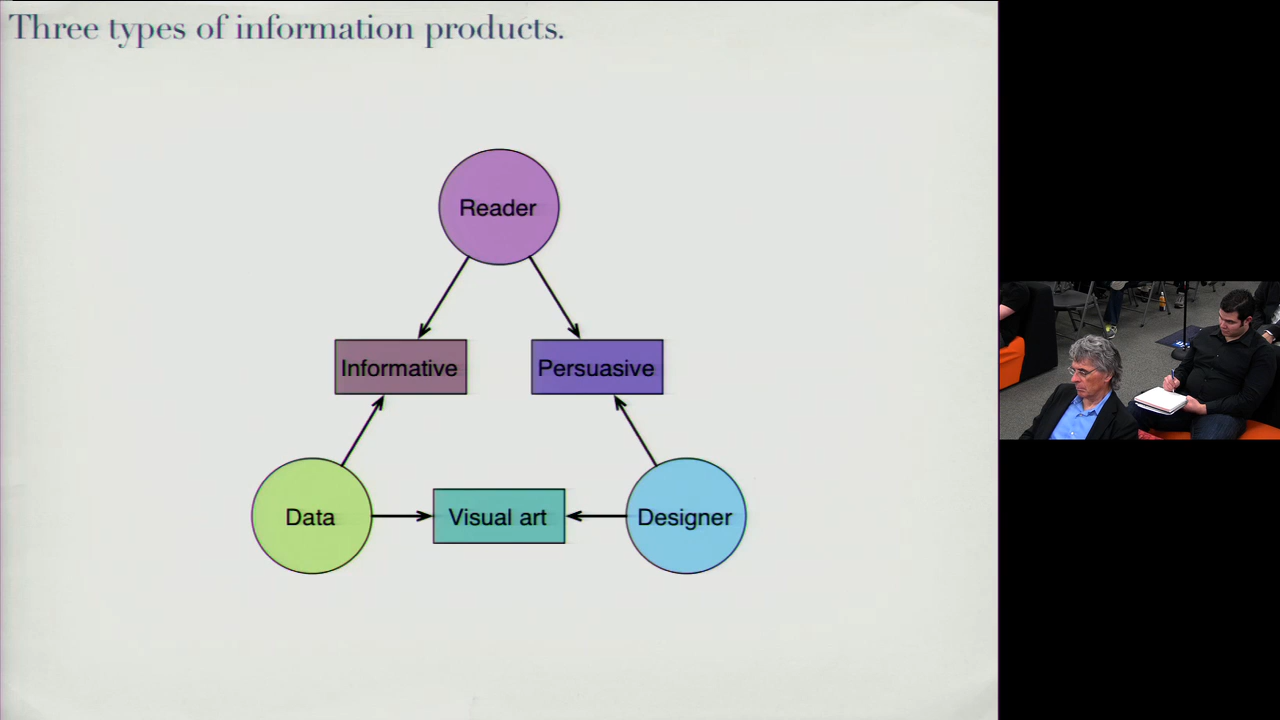 Three types of information products.
Reader
Informative
Persuasive
Data
Visual art
Designer